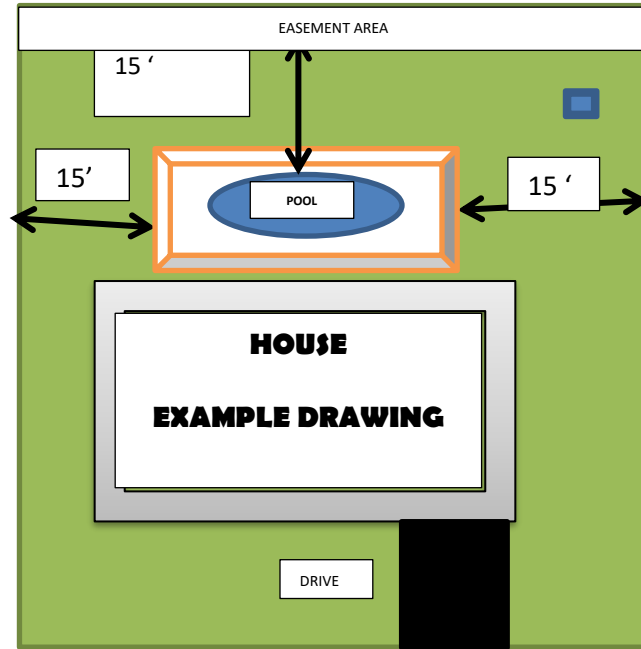 EASEMENT AREA
15 ‘
15’
15 ‘
POOL
HOUSE
EXAMPLE DRAWING
DRIVE